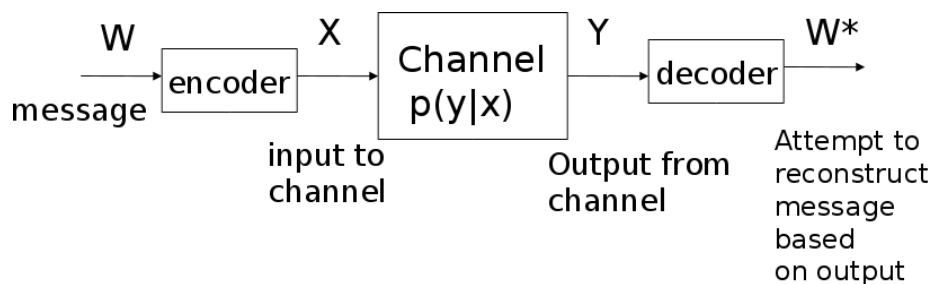 W
X
Y
W*
encoder
Channel
p(y|x)
decoder
message
input to
channel
Output from
channel
Attempt to
reconstruct
message
based
on output